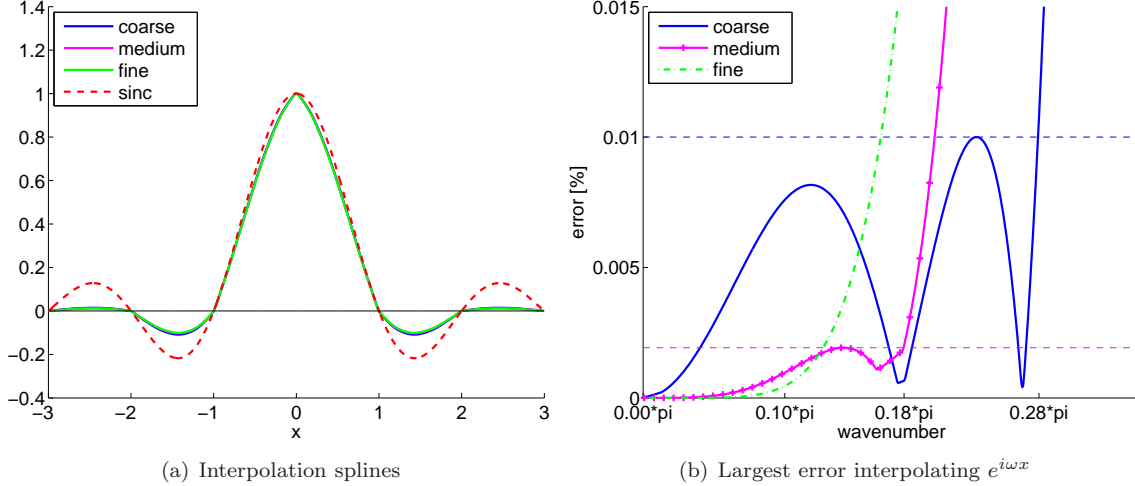 1.4
1.2
1
0.8
0.6
0.4
0.2
0
−0.2
−0.4
−3
−2
−1
0
1
2
3
x
coarse
medium
fine
sinc
(a) Interpolation splines
0.015
0.01
0.005
0
error [%]
0.00*pi
0.10*pi
0.18*pi
0.28*pi
wavenumber
coarse
medium
fine
(b) Largest error interpolating $e^{i\omega x}$